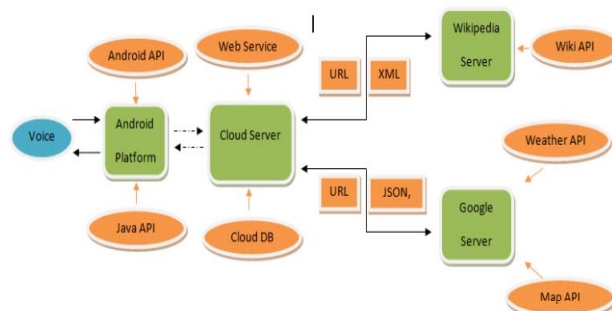 Android API
Web Service
Wikipedia
Server
Wiki API
URL
XML
Voice
Android
Platform
Cloud Server
Weather API
URL
JSON,
Google
Server
Java API
Cloud DB
Map API